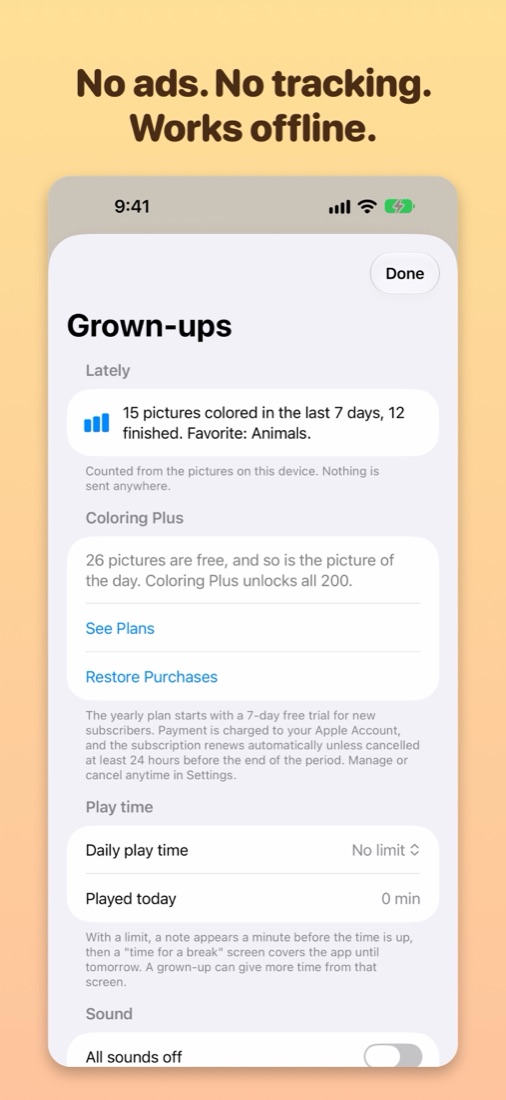 No ads. No tracking.
Works offline.
9:41
Done
Grown-ups
Lately
15 pictures colored in the last 7 days, 12
finished. Favorite: Animals.
Counted from the pictures on this device. Nothing is
sent anywhere.
Coloring Plus
26 pictures are free, and so is the picture of
the day. Coloring Plus unlocks all 200.
See Plans
Restore Purchases
The yearly plan starts with a 7-day free trial for new
subscribers. Payment is charged to your Apple Account,
and the subscription renews automatically unless cancelled
at least 24 hours before the end of the period. Manage or
cancel anytime in Settings.
Play time
Daily play time No limit
Played today 0 min
With a limit, a note appears a minute before the time is up,
then a "time for a break" screen covers the app until
tomorrow. A grown-up can give more time from that
screen.
Sound
All sounds off